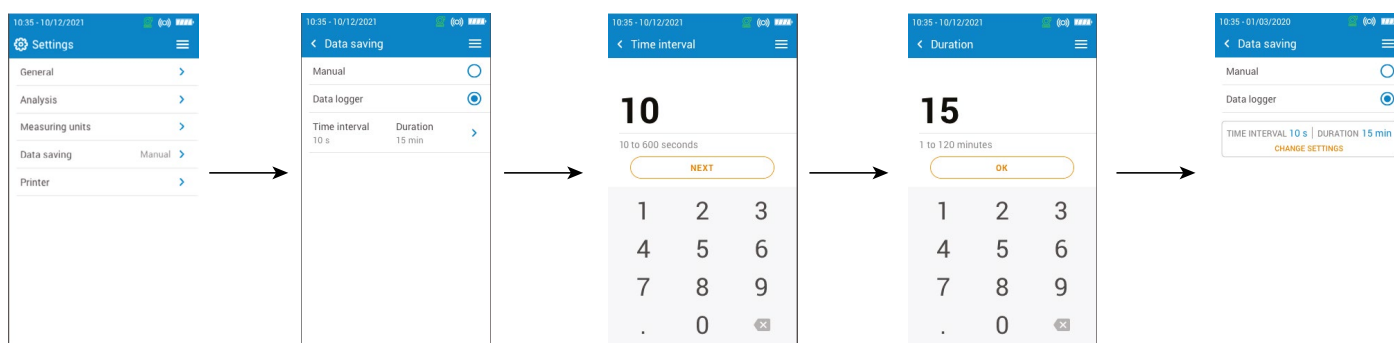 10:35 - 10/12/2021
Settings
General
Analysis
Measuring units
Data saving Manual
Printer
10:35 - 10/12/2021
Data saving
Manual
Data logger
Time interval Duration
10 s 15 min
10:35 - 10/12/2021
Time interval
10
10 to 600 seconds
NEXT
1 2 3
4 5 6
7 8 9
. 0
10:35 - 10/12/2021
Duration
15
1 to 120 minutes
OK
1 2 3
4 5 6
7 8 9
. 0
10:35 - 01/03/2020
Data saving
Manual
Data logger
TIME INTERVAL 10 s | DURATION 15 min
CHANGE SETTINGS